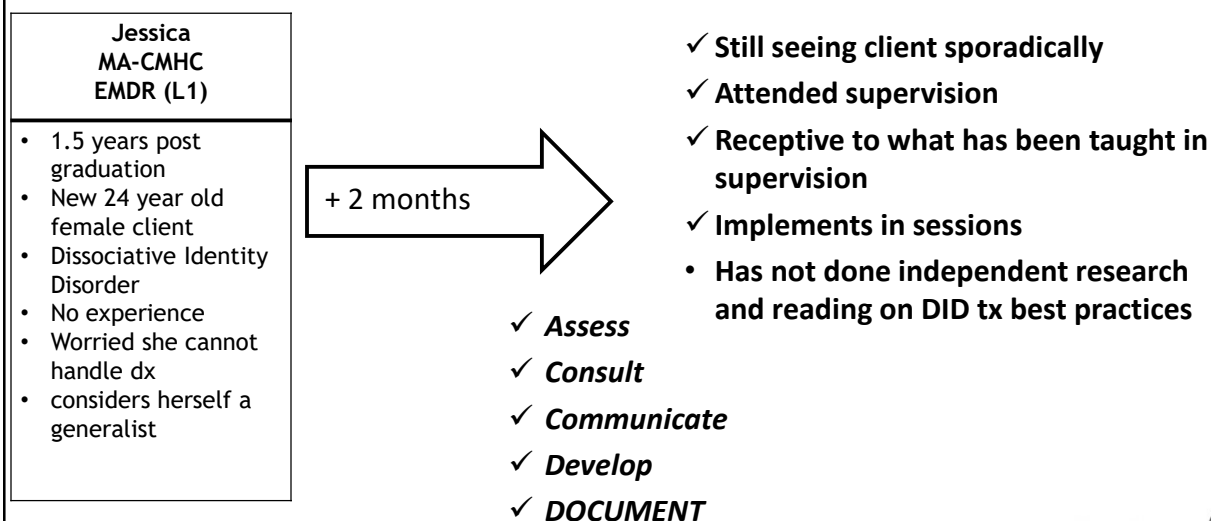 Jessica
MA-CMHC
EMDR (L1)
• 1.5 years post
graduation
• New 24 year old
female client
• Dissociative Identity
Disorder
• No experience
• Worried she cannot
handle dx
• considers herself a
generalist
+ 2 months
✓ Still seeing client sporadically
✓ Attended supervision
✓ Receptive to what has been taught in
supervision
✓ Implements in sessions
• Has not done independent research
and reading on DID tx best practices
✓ Assess
✓ Consult
✓ Communicate
✓ Develop
✓ DOCUMENT